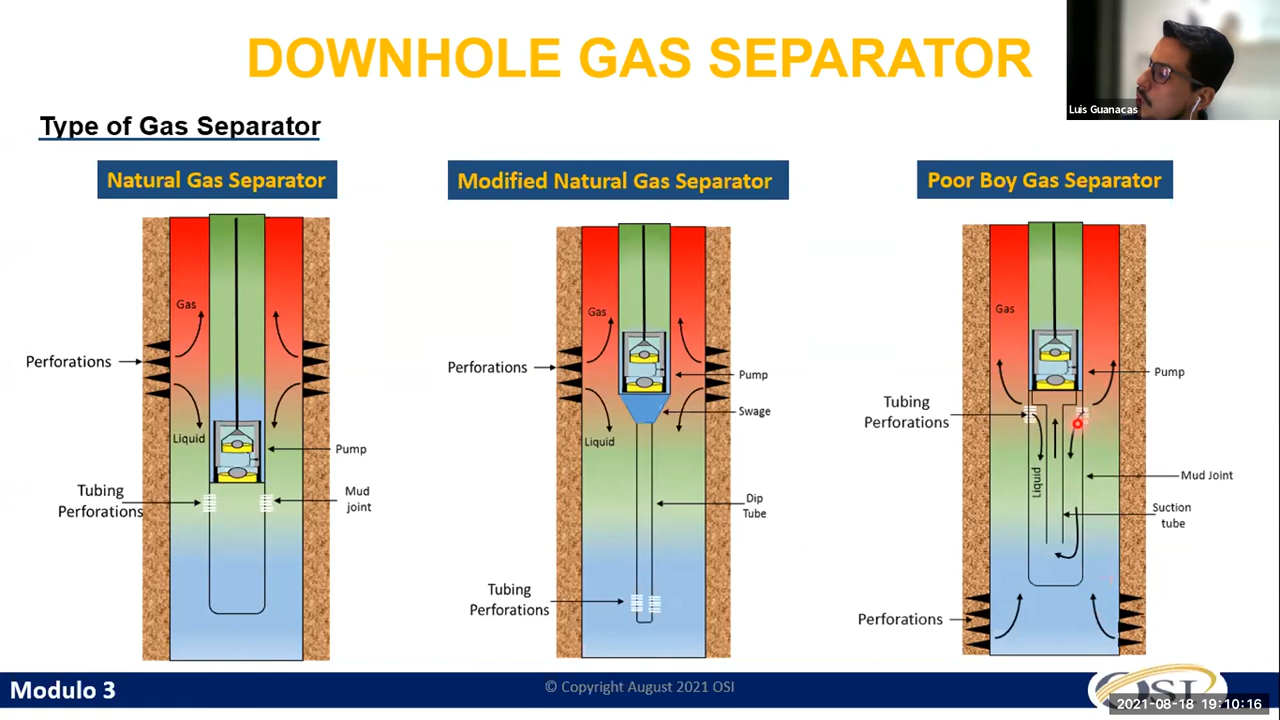 DOWNHOLE GAS SEPARATOR
Luis Guanacas
Type of Gas Separator
Natural Gas Separator
Gas
Perforations
Liquid
Pump
Tubing
Perforations
Mud
joint
Modified Natural Gas Separator
Gas
Perforations
Pump
Swage
Liquid
Dip
Tube
Tubing
Perforations
Poor Boy Gas Separator
Gas
Pump
Tubing
Perforations
Liquid
Mud Joint
Suction
tube
Perforations
Modulo 3
© Copyright August 2021 OSI
OSI
2021-08-18 19:10:16